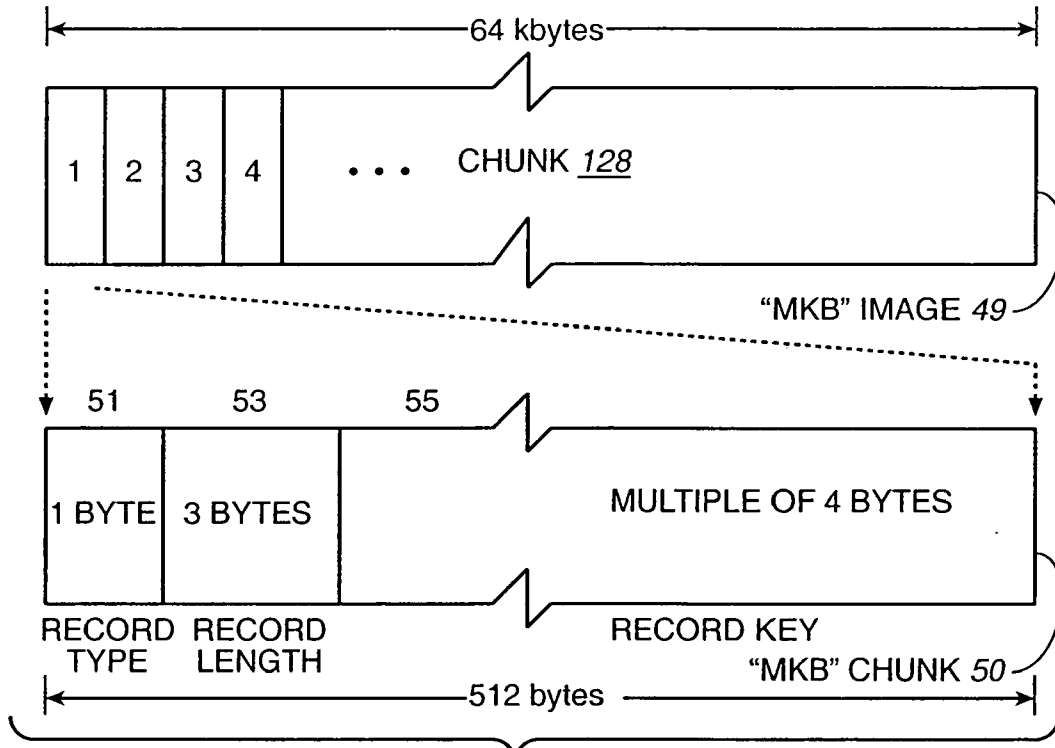 64 kbytes
1 2 3 4 ••• CHUNK 128
“MKB” IMAGE 49
51 53 55
1 BYTE 3 BYTES MULTIPLE OF 4 BYTES
RECORD TYPE RECORD LENGTH RECORD KEY
“MKB” CHUNK 50
512 bytes